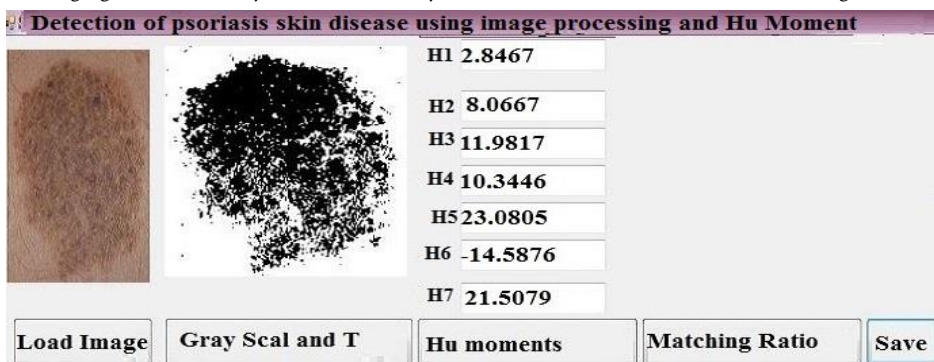 Detection of psoriasis skin disease using image processing and Hu Moment
H1 2.8467
H2 8.0667
H3 11.9817
H4 10.3446
H5 23.0805
H6 -14.5876
H7 21.5079
Load Image Gray Scal and T Hu moments Matching Ratio Save